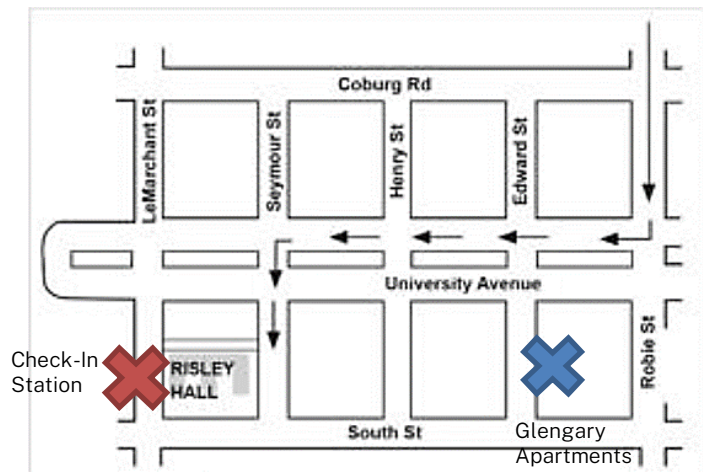 Coburg Rd
LeMarchant St
Seymour St
Henry St
Edward St
University Avenue
Robie St
Check-In
Station
RISLEY
HALL
South St
Glengary
Apartments